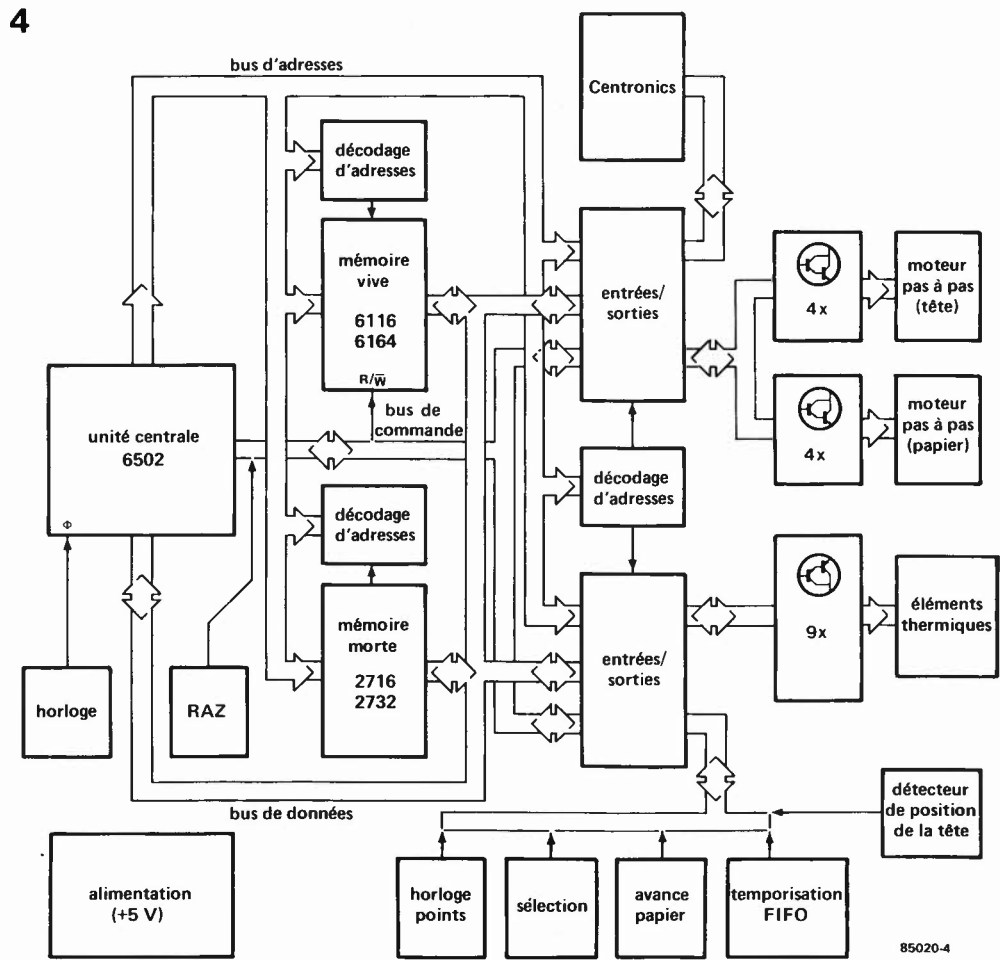 4
bus d'adresses
Centronics
décodage
d'adresses
mémoire
vive
6116
6164
R/W̅
entrées/
sorties
4x
moteur
pas à pas
(tête)
4x
moteur
pas à pas
(papier)
unité centrale
6502
Φ
bus de
commande
décodage
d'adresses
décodage
d'adresses
mémoire
morte
2716
2732
entrées/
sorties
9x
éléments
thermiques
horloge
RAZ
bus de données
détecteur
de position
de la tête
alimentation
(+5 V)
horloge
points
sélection
avance
papier
temporisation
FIFO
85020-4